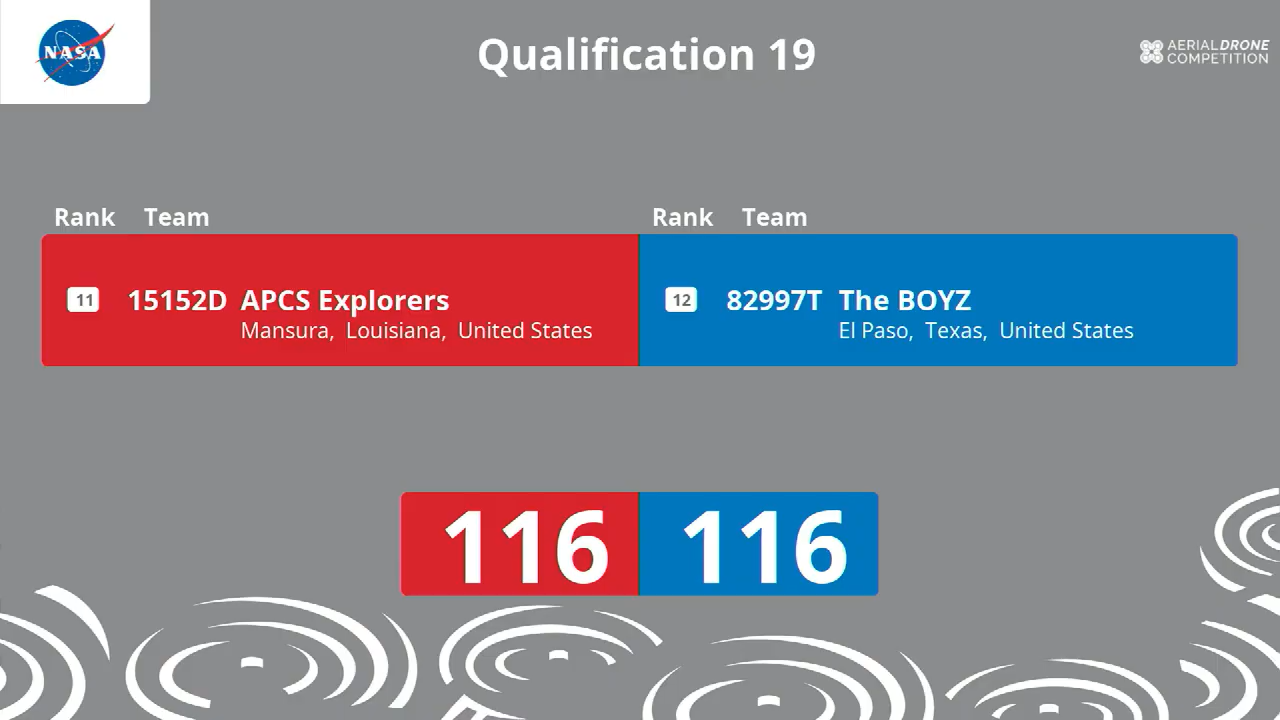 NASA
Qualification 19
AERIALDRONE
COMPETITION
Rank Team
Rank Team
11 15152D APCS Explorers
Mansura, Louisiana, United States
12 82997T The BOYZ
El Paso, Texas, United States
116 116